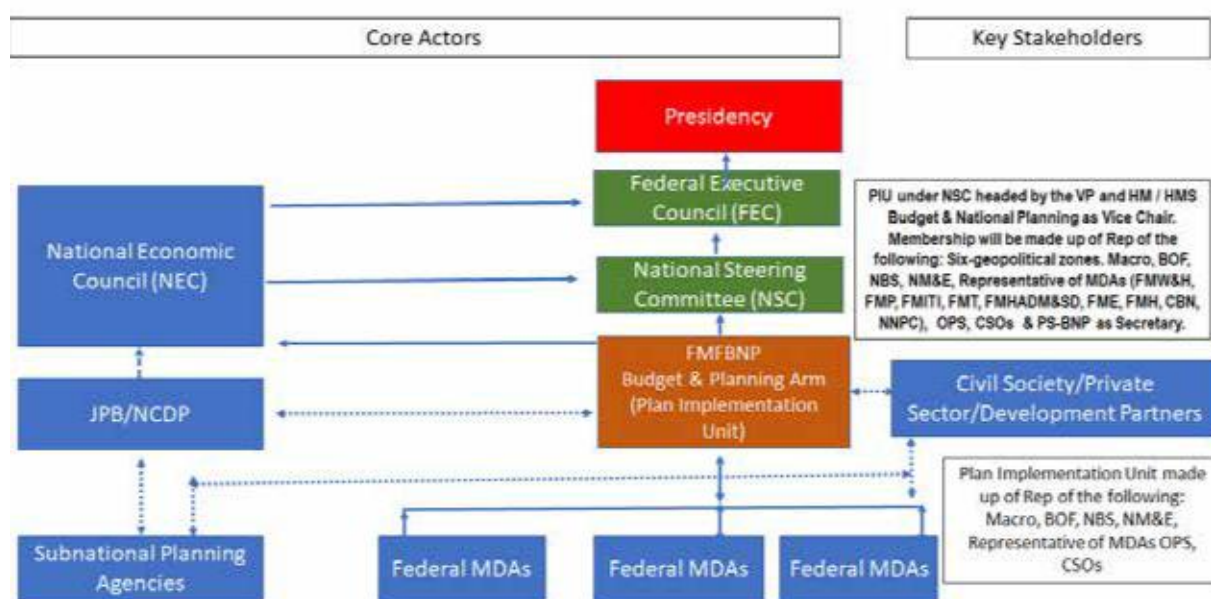 Core Actors
Key Stakeholders
Presidency
Federal Executive
Council (FEC)
National Economic
Council (NEC)
National Steering
Committee (NSC)
PIU under NSC headed by the VP and HM / HMS
Budget & National Planning as Vice Chair.
Membership will be made up of Rep of the
following: Six-geopolitical zones. Macro, BOF,
NBS, NM&E, Representative of MDAs (FMW&H,
FMP, FMITI, FMT, FMHADM&SD, FME, FMH, CBN,
NNPC), OPS, CSOs & PS-BNP as Secretary.
FMFBNP
Budget & Planning Arm
(Plan Implementation
Unit)
JPB/NCDP
Civil Society/Private
Sector/Development Partners
Plan Implementation Unit made
up of Rep of the following:
Macro, BOF, NBS, NM&E,
Representative of MDAs OPS,
CSOs
Subnational Planning
Agencies
Federal MDAs
Federal MDAs
Federal MDAs